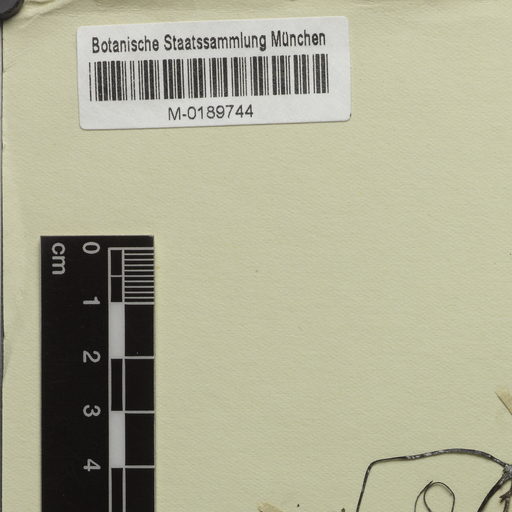 Botanische Staatssammlung München
M-0189744
cm
0
1
2
3
4